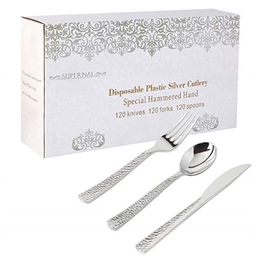 SUPERNAL
Disposable Plastic Silver Cutlery
Special Hammered Hand
120 knives, 120 forks, 120 spoons